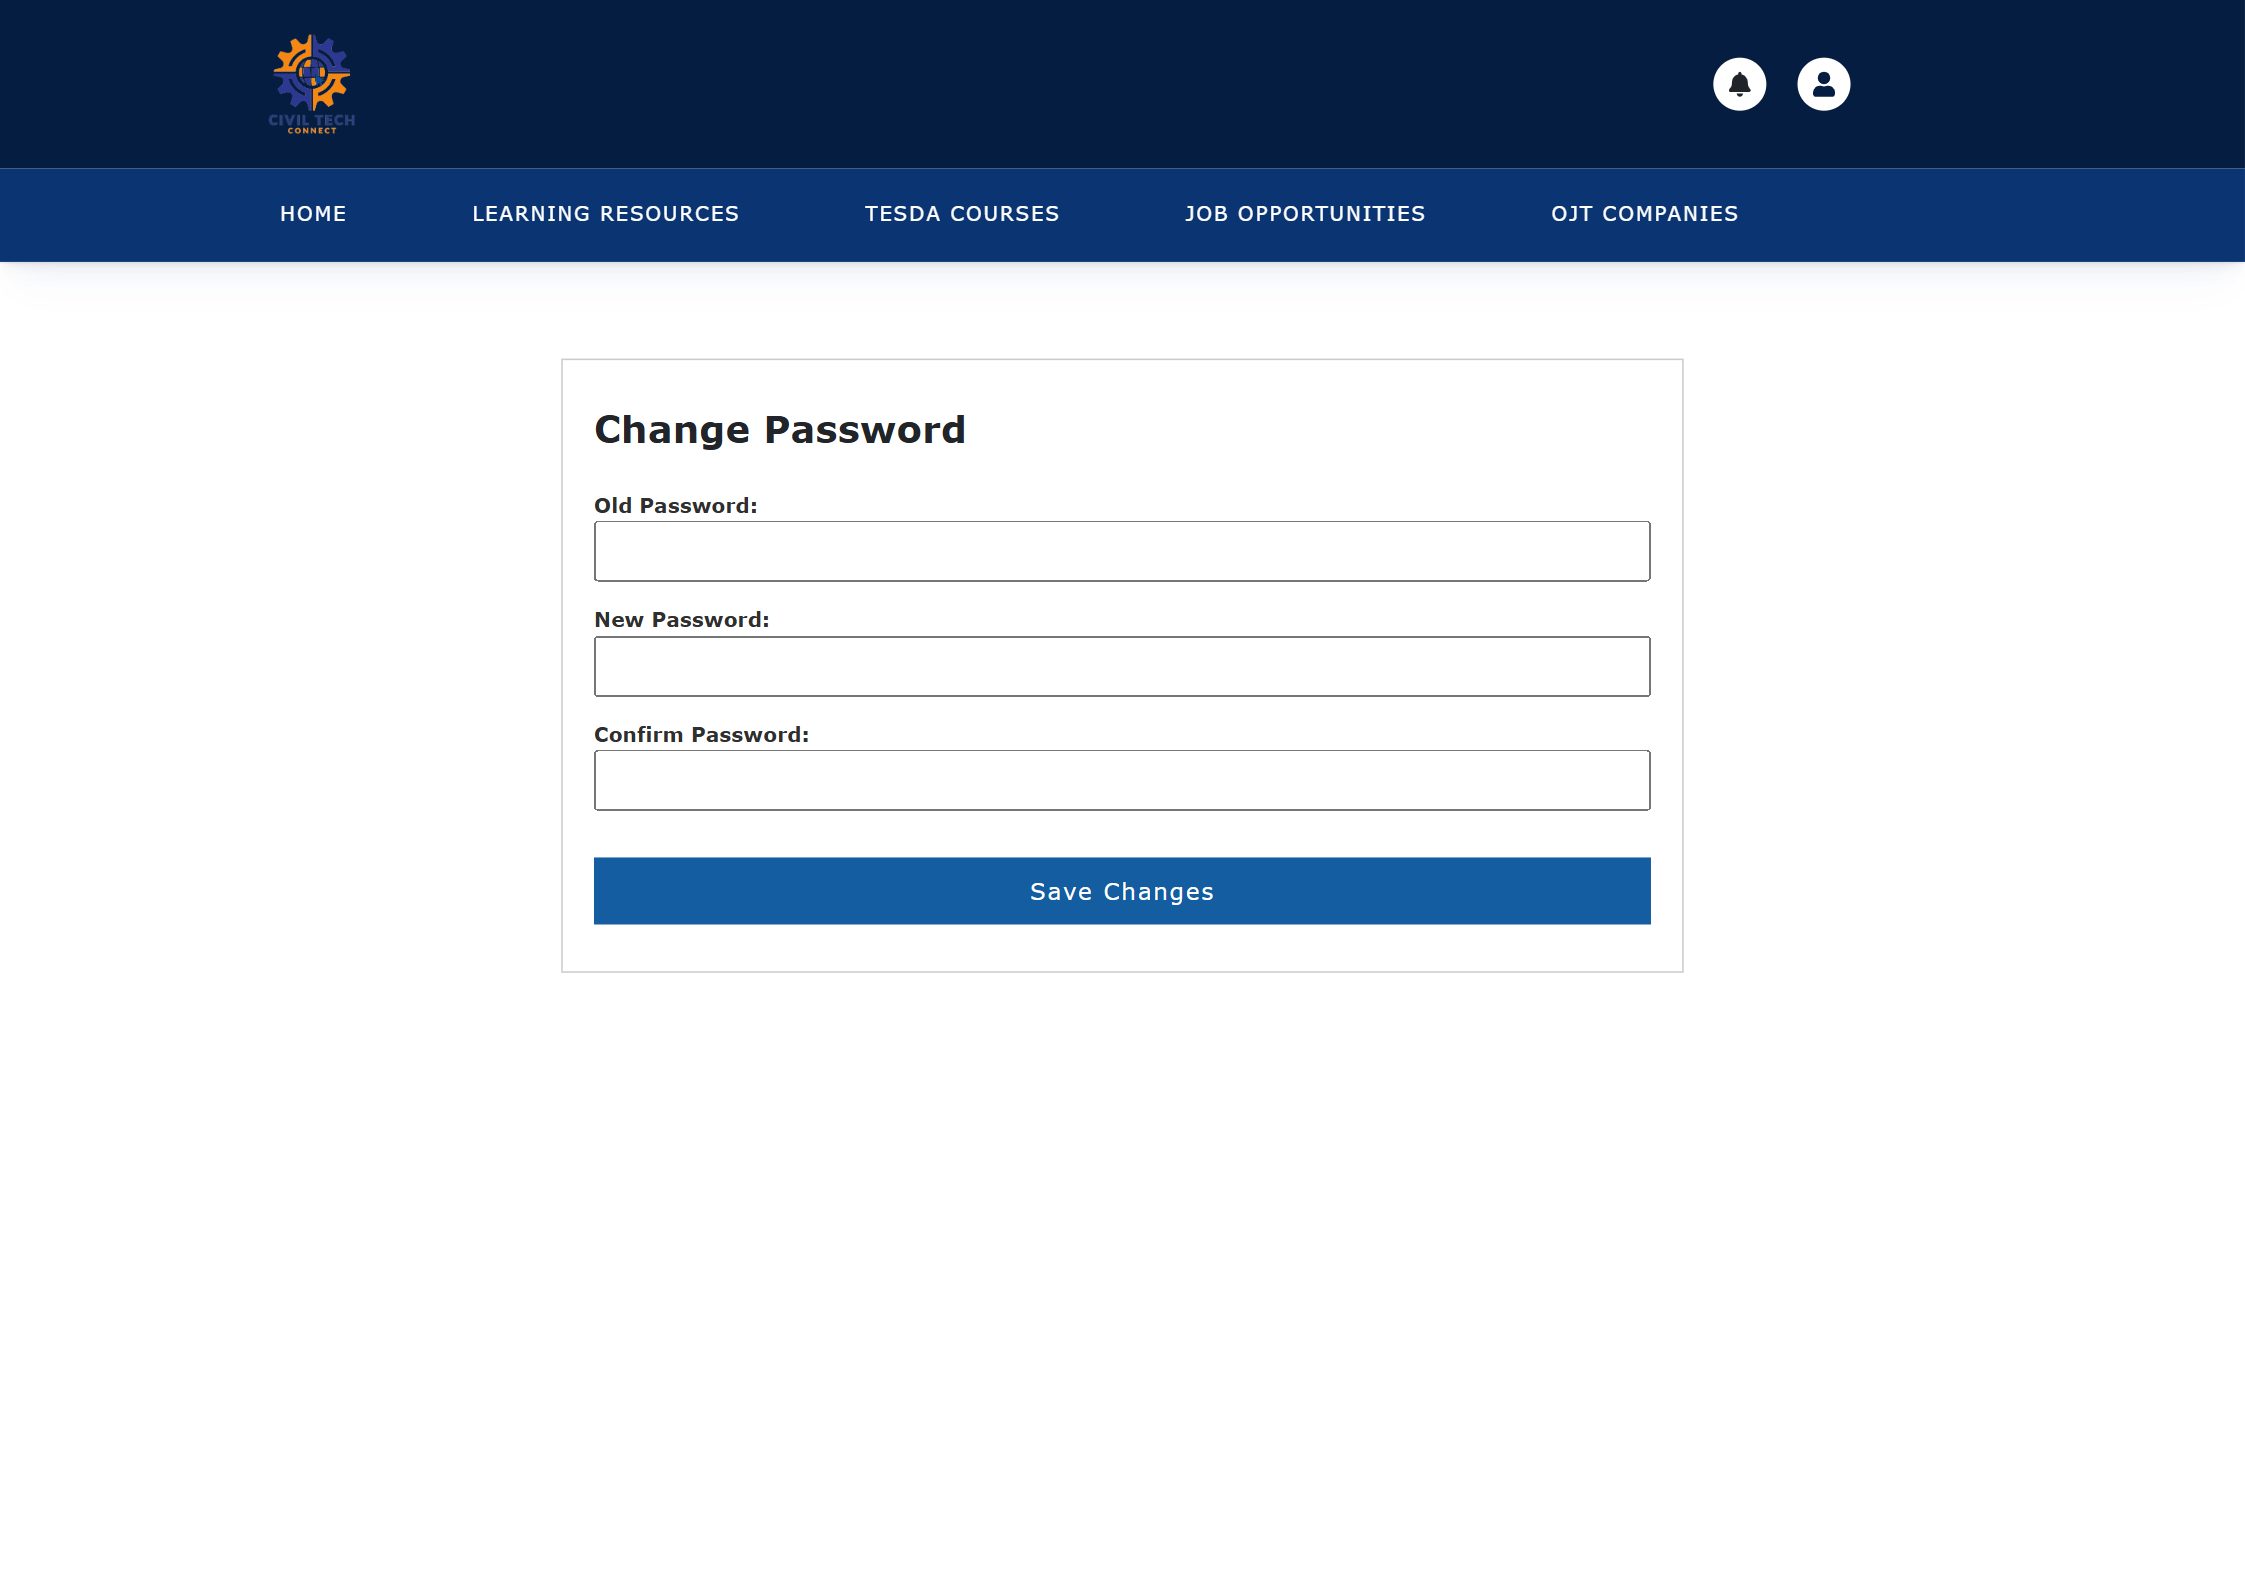 CIVIL TECH
CONNECT
HOME
LEARNING RESOURCES
TESDA COURSES
JOB OPPORTUNITIES
OJT COMPANIES
Change Password
Old Password:
New Password:
Confirm Password:
Save Changes